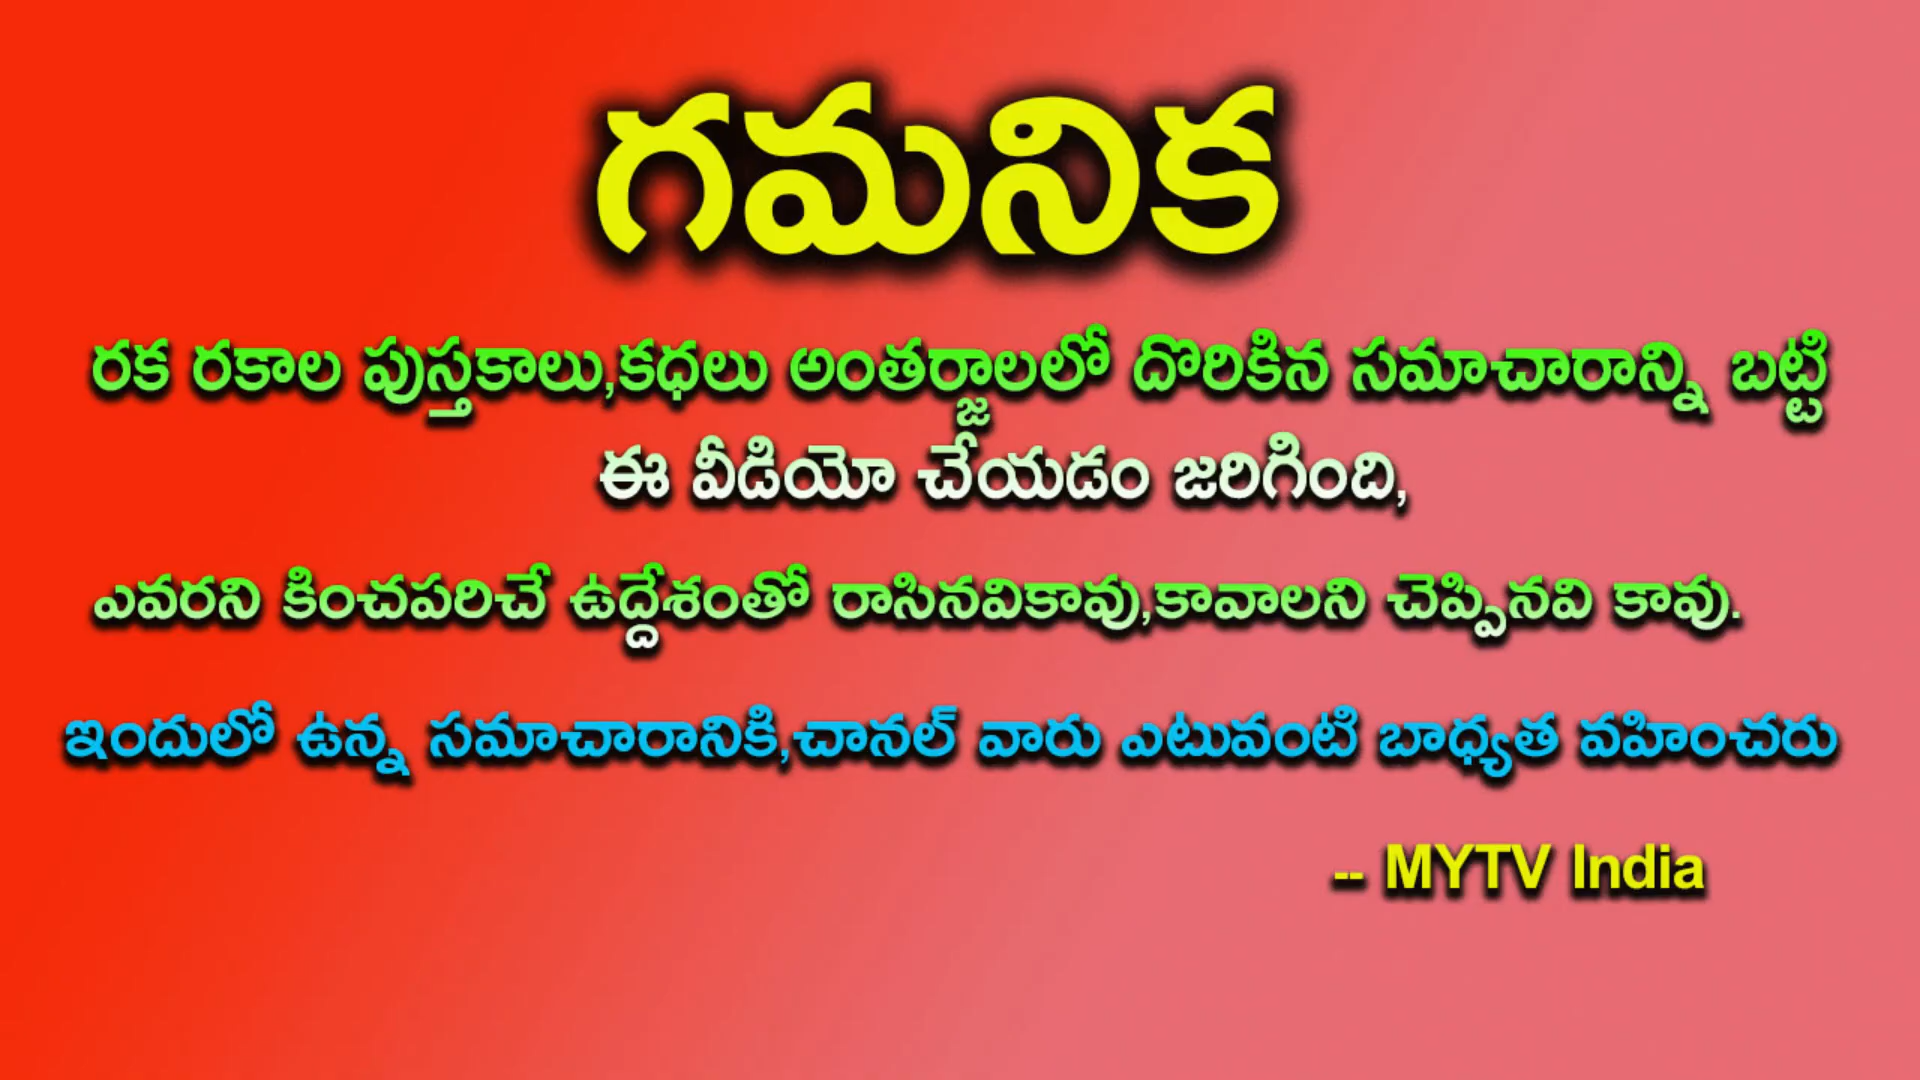 గమనిక
రక రకాల పుస్తకాలు,కథలు అంతర్జాలలో దొరికిన సమాచారాన్ని బట్టి
ఈ వీడియో చేయడం జరిగింది,
ఎవరని కించపరిచే ఉద్దేశంతో రాసినవికావు,కావాలని చెప్పినవి కావు.
ఇందులో ఉన్న సమాచారానికి,చానల్ వారు ఎటువంటి బాధ్యత వహించరు
-- MYTV India